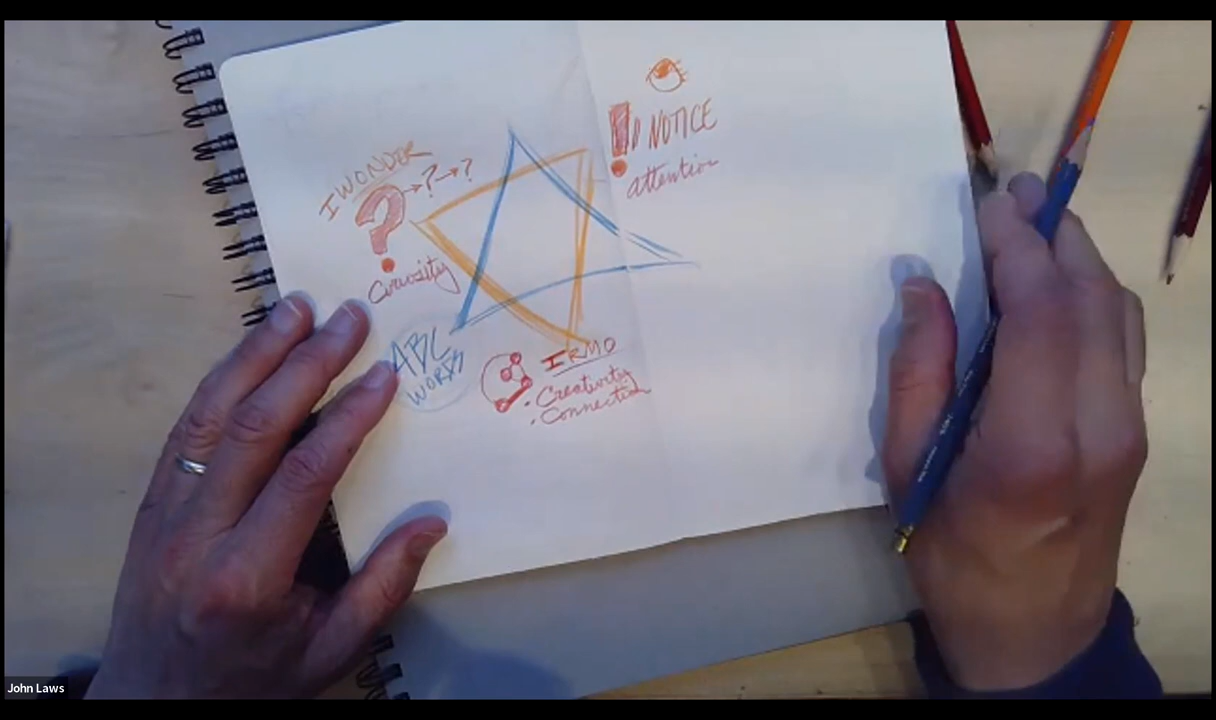 I NOTICE
attention
I WONDER
? → ? → ?
Curiosity
ABC
WORDS
IRMO
· Creativity
· Connection
John Laws